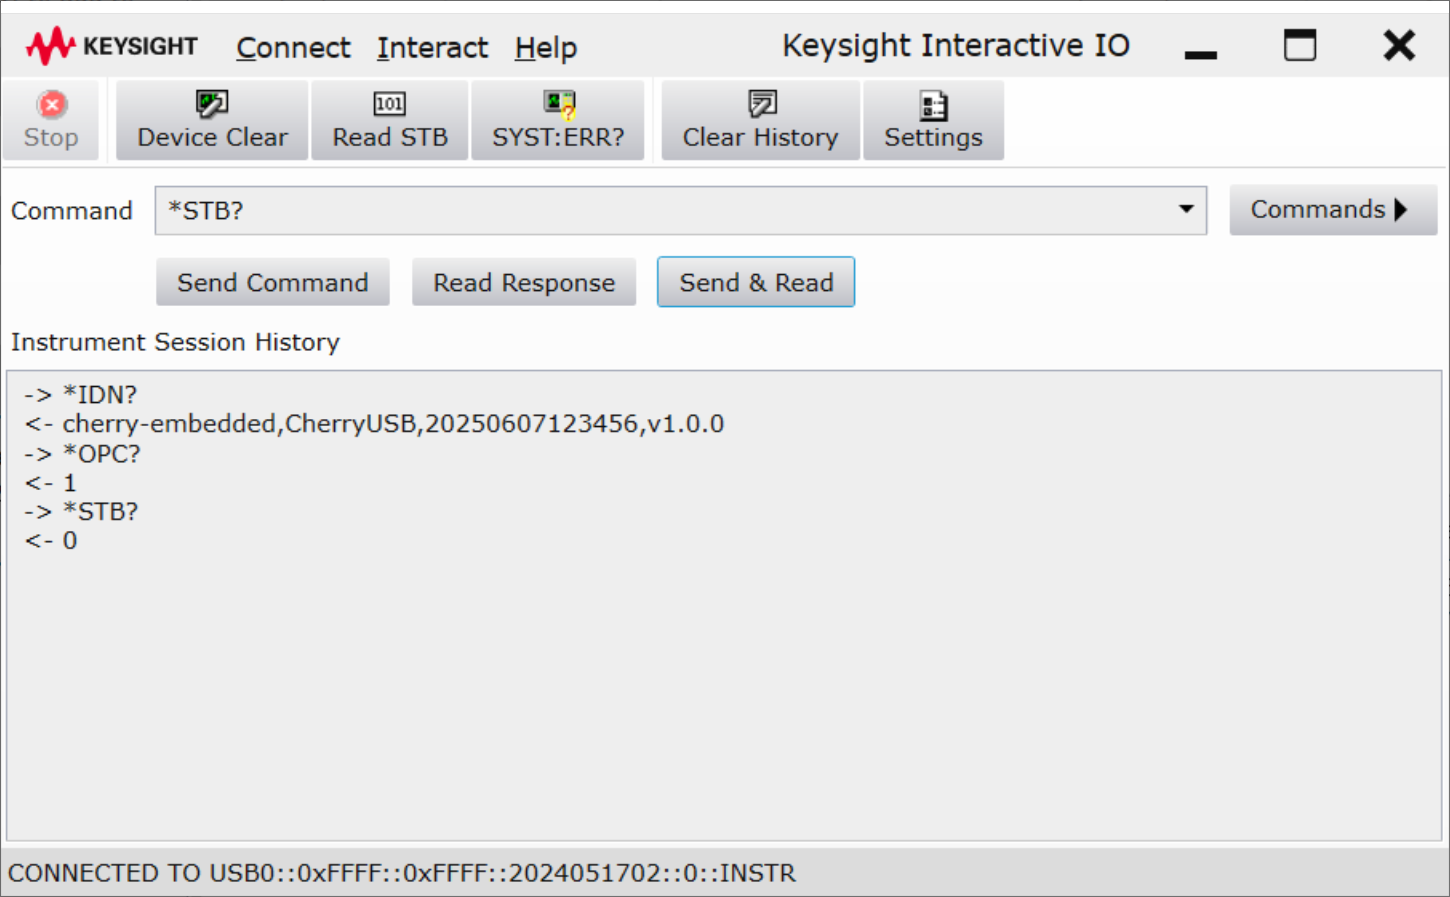 KEYSIGHT Connect Interact Help Keysight Interactive IO
Stop Device Clear 101 Read STB ? SYST:ERR? Clear History Settings
Command *STB? Commands
Send Command Read Response Send & Read
Instrument Session History
-> *IDN?
<- cherry-embedded,CherryUSB,20250607123456,v1.0.0
-> *OPC?
<- 1
-> *STB?
<- 0
CONNECTED TO USB0::0xFFFF::0xFFFF::2024051702::0::INSTR